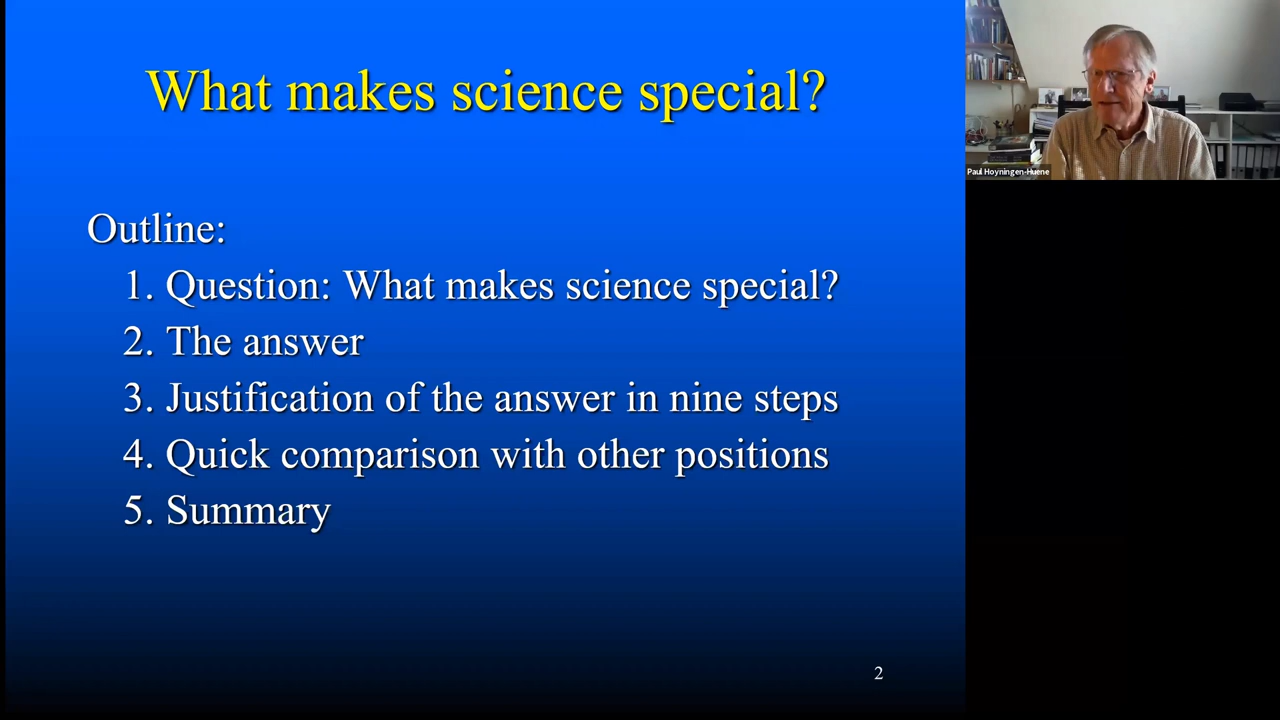 What makes science special?
Outline:
1. Question: What makes science special?
2. The answer
3. Justification of the answer in nine steps
4. Quick comparison with other positions
5. Summary
2
Paul Hoyningen-Huene